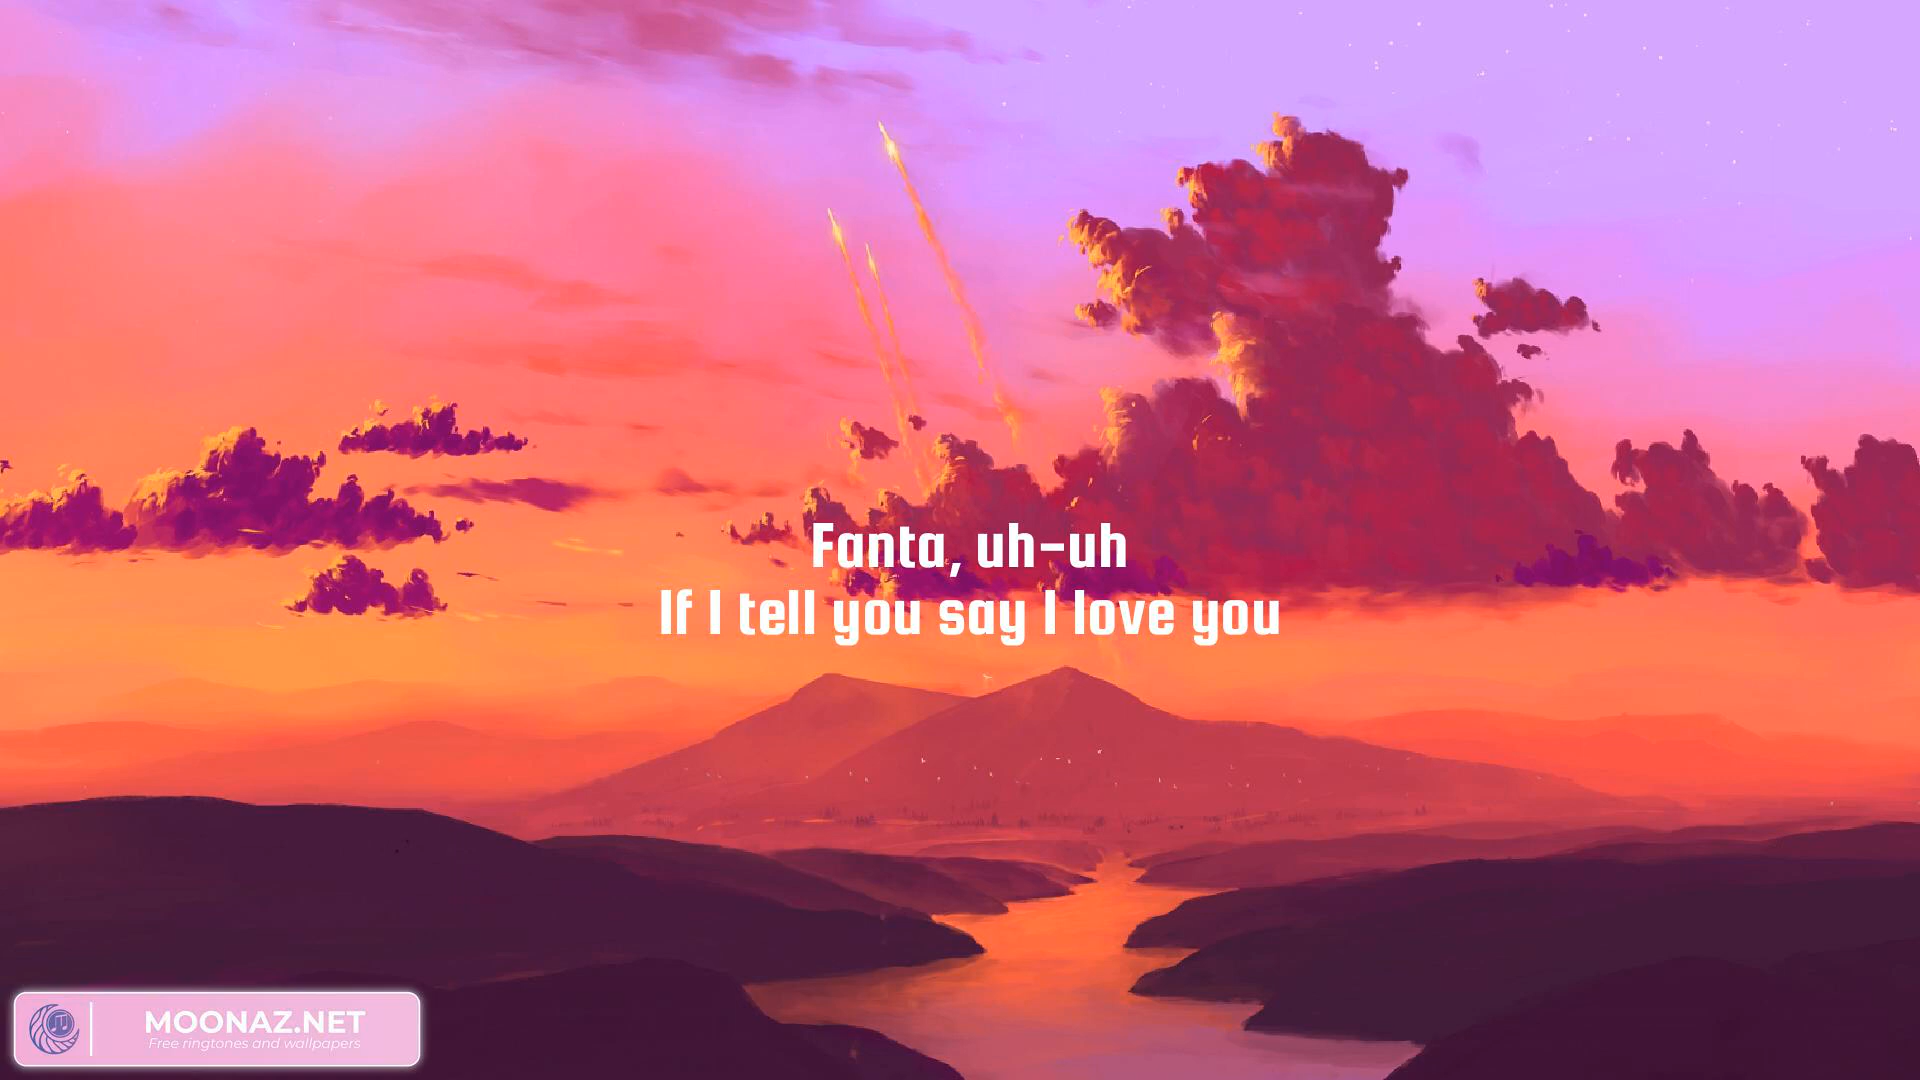 Fanta, uh-uh
If I tell you say I love you
MOONAZ.NET
Free ringtones and wallpapers